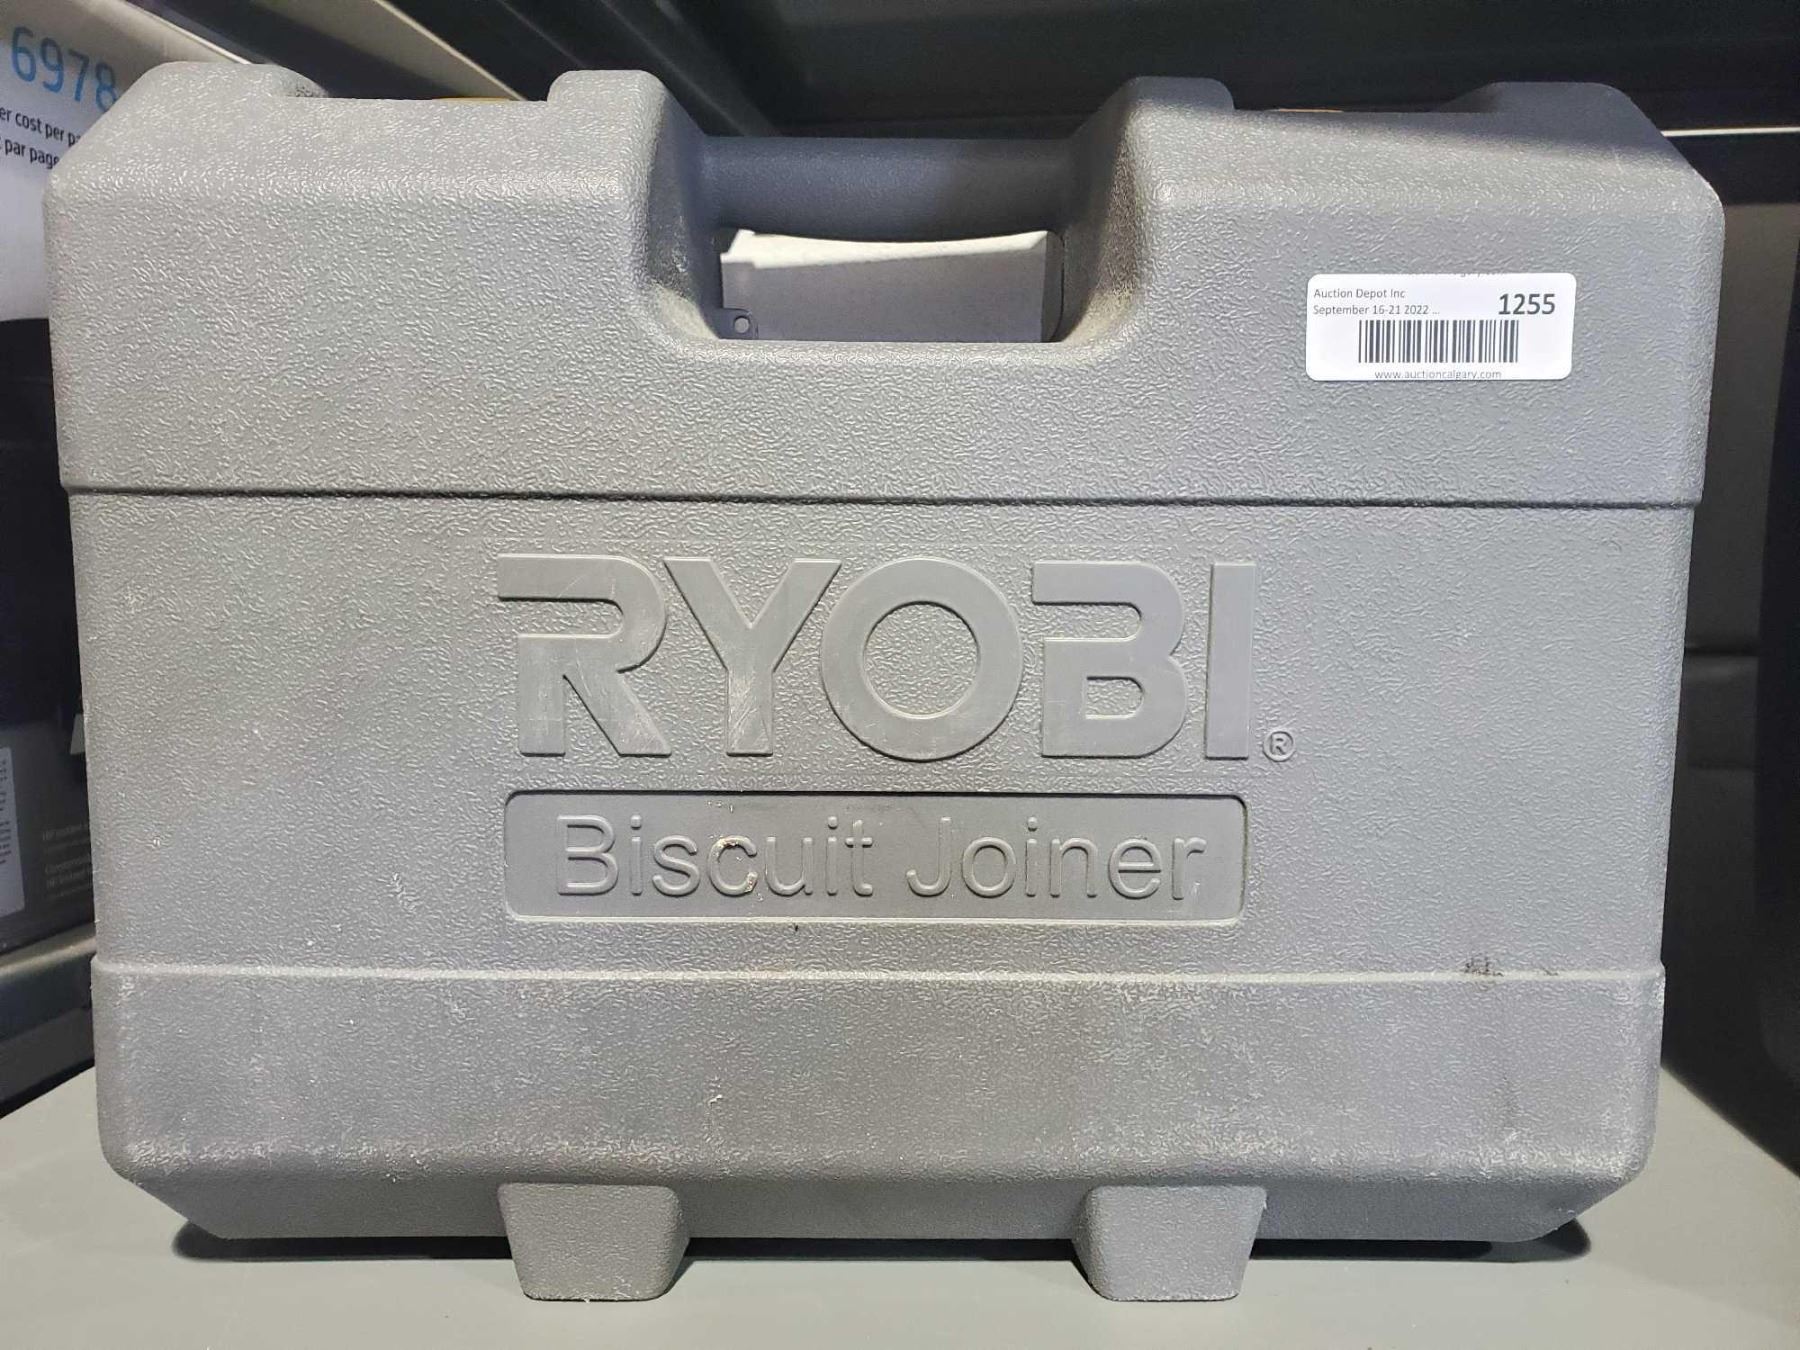 6978
er cost per
par page
Auction Depot Inc
1255
September 16-21 2022 ...
www.auctioncalgary.com
RYOBI®
Biscuit Joiner